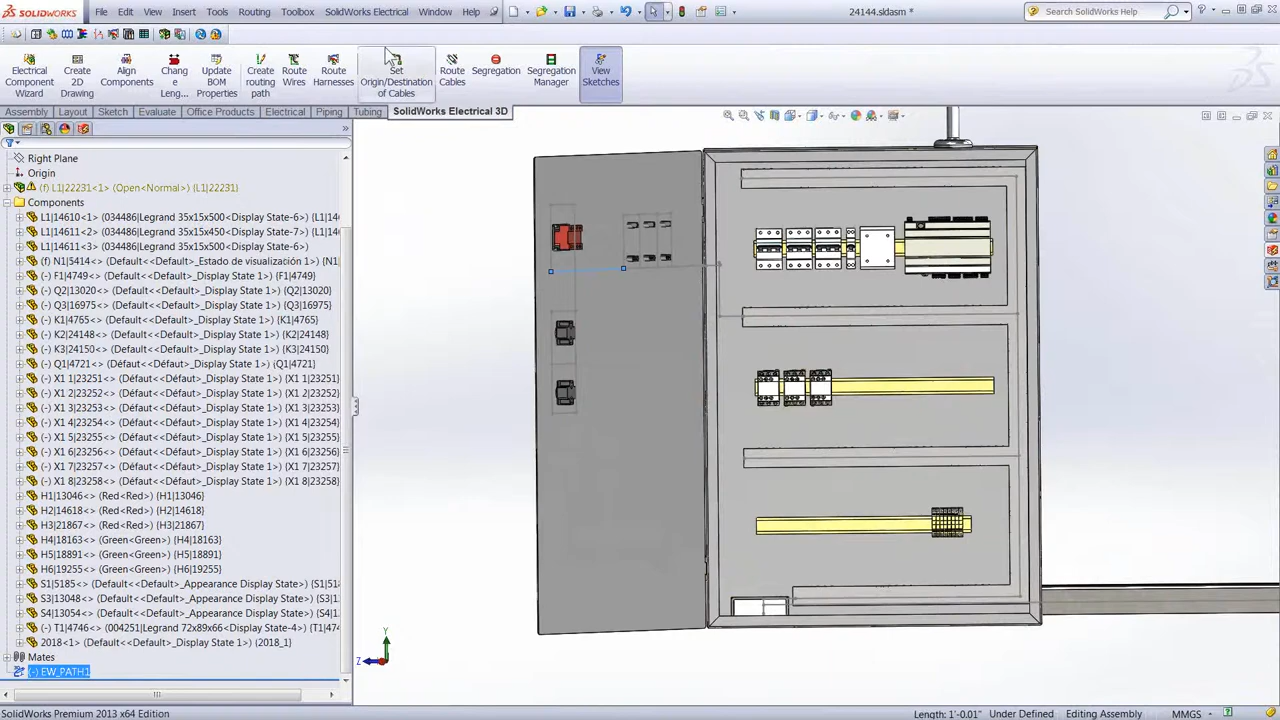 SOLIDWORKS File Edit View Insert Tools Routing Toolbox SolidWorks Electrical Window Help 24144.sldasm Search SolidWorks Help
Electrical Component Wizard
Create 2D Drawing
Align Components
Chang e Leng...
Update BOM Properties
Create routing path
Route Wires
Route Harnesses
Set Origin/Destination of Cables
Route Cables
Segregation
Segregation Manager
View Sketches
Assembly Layout Sketch Evaluate Office Products Electrical Piping Tubing SolidWorks Electrical 3D
Right Plane
Origin
(f) L1|22231<1> (Open<Normal>) (L1|22231)
Components
L1|14610<1> (034486|Legrand 35x15x500<Display State-6>) (L1|
L1|14611<2> (034486|Legrand 35x15x500<Display State-7>) (L1|
L1|14611<3> (034486|Legrand 35x15x500<Display State-6>)
(f) N1|5114<> (Default<Default>_Estado de visualización 1) (N1|
(-) F1|4749<> (Default<Default>_Display State 1) {F1|4749}
(-) Q2|13020<> (Default<Default>_Display State 1) {Q2|13020}
(-) Q3|16975<> (Default<Default>_Display State 1) {Q3|16975}
(-) K1|4765<> (Default<Default>_Display State 1) {K1|4765}
(-) K2|24148<> (Default<Default>_Display State 1) {K2|24148}
(-) K3|24150<> (Default<Default>_Display State 1) {K3|24150}
(-) Q1|4721<> (Default<Default>_Display State 1) {Q1|4721}
(-) X1 1|23251<> (Défaut<Défaut>_Display State 1) {X1 1|23251}
(-) X1 2|23252<> (Défaut<Défaut>_Display State 1) {X1 2|23252}
(-) X1 3|23253<> (Défaut<Défaut>_Display State 1) {X1 3|23253}
(-) X1 4|23254<> (Défaut<Défaut>_Display State 1) {X1 4|23254}
(-) X1 5|23255<> (Défaut<Défaut>_Display State 1) {X1 5|23255}
(-) X1 6|23256<> (Défaut<Défaut>_Display State 1) {X1 6|23256}
(-) X1 7|23257<> (Défaut<Défaut>_Display State 1) {X1 7|23257}
(-) X1 8|23258<> (Défaut<Défaut>_Display State 1) {X1 8|23258}
H1|13046<> (Red<Red>) {H1|13046}
H2|14618<> (Red<Red>) {H2|14618}
H3|21867<> (Red<Red>) {H3|21867}
H4|18163<> (Green<Green>) {H4|18163}
H5|18891<> (Green<Green>) {H5|18891}
H6|19255<> (Green<Green>) {H6|19255}
S1|5185<> (Default<<Default>_Appearance Display State>) {S1|51
S3|13048<> (Default<<Default>_Appearance Display State>) {S3|1
S4|13054<> (Default<<Default>_Appearance Display State>) {S4|1
(-) T1|4746<> (004251|Legrand 72x89x66<Display State-4>) {T1|4
2018<1> (Default<<Default>_Display State 1>) {2018_1}
Mates
(-) EW_PATH1
Y
Z
SolidWorks Premium 2013 x64 Edition Length: 1'-0.01" Under Defined Editing Assembly MMGS